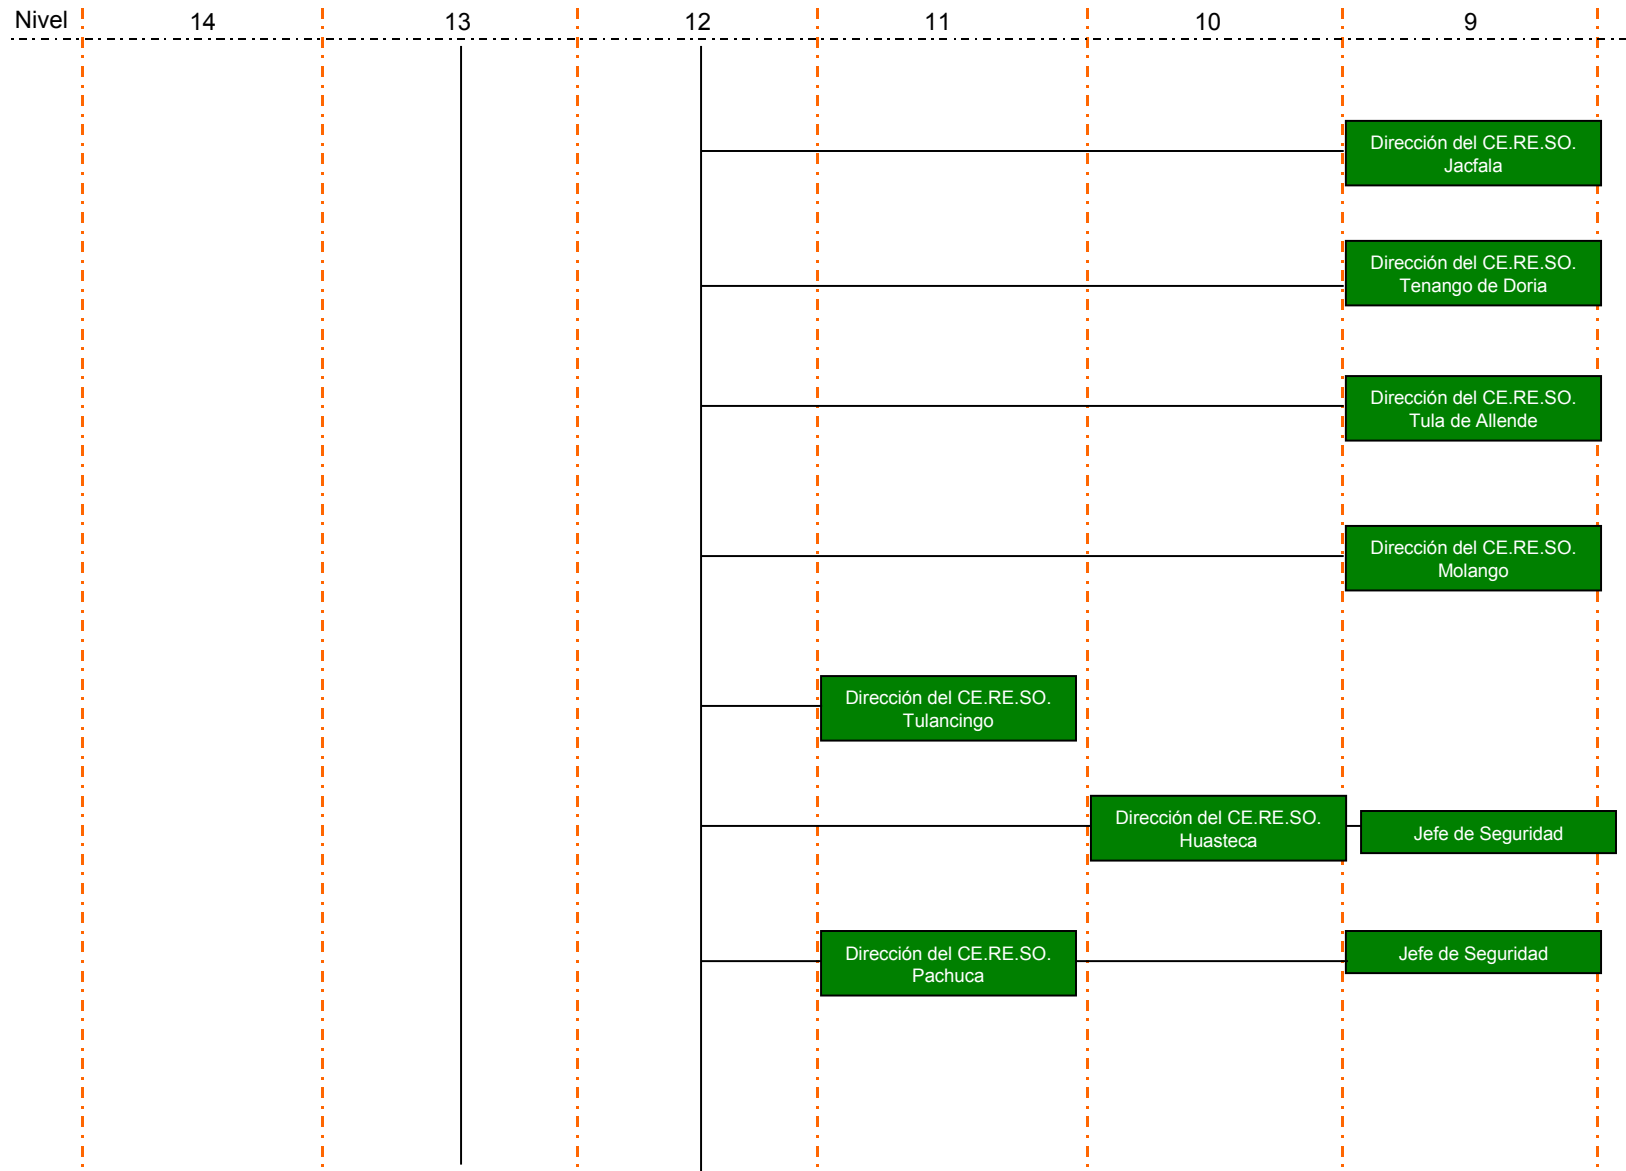 Nivel 14 13 12 11 10 9
Dirección del CE.RE.SO.
Jacfala
Dirección del CE.RE.SO.
Tenango de Doria
Dirección del CE.RE.SO.
Tula de Allende
Dirección del CE.RE.SO.
Molango
Dirección del CE.RE.SO.
Tulancingo
Dirección del CE.RE.SO.
Huasteca
Jefe de Seguridad
Dirección del CE.RE.SO.
Pachuca
Jefe de Seguridad